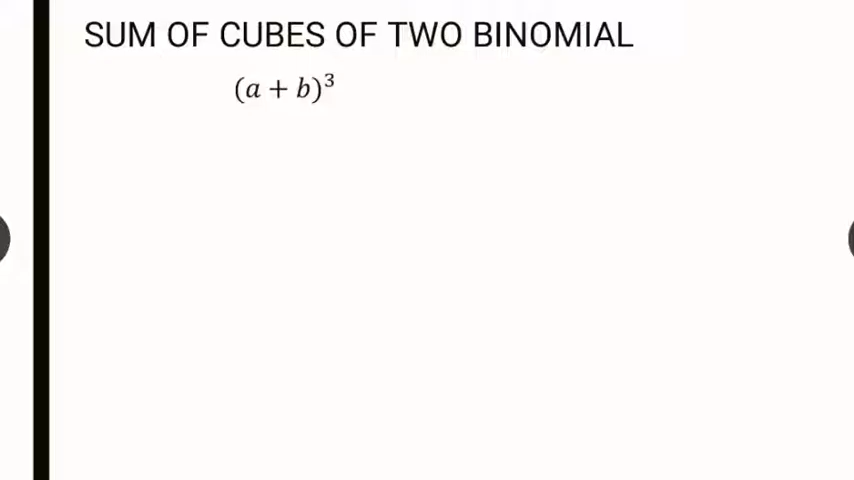 SUM OF CUBES OF TWO BINOMIAL
(a + b)³